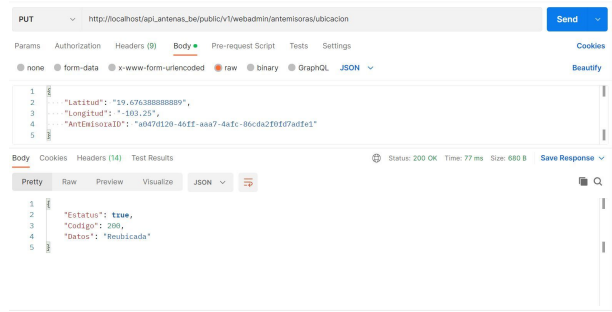 PUT http://localhost/api_antenas_be/public/v1/webadmin/antemisoras/ubicacion Send
Params Authorization Headers (9) Body Pre-request Script Tests Settings Cookies
none form-data x-www-form-urlencoded raw binary GraphQL JSON Beautify
1 {
2 "Latitud": "19.676388888889",
3 "Longitud": "-103.25",
4 "AntEmisoraID": "a047d120-46ff-aaa7-4afc-86cda2f0fd7adfe1"
5 }
Body Cookies Headers (14) Test Results Status: 200 OK Time: 77 ms Size: 680 B Save Response
Pretty Raw Preview Visualize JSON
1 {
2 "Estatus": true,
3 "Codigo": 200,
4 "Datos": "Reubicada"
5 }